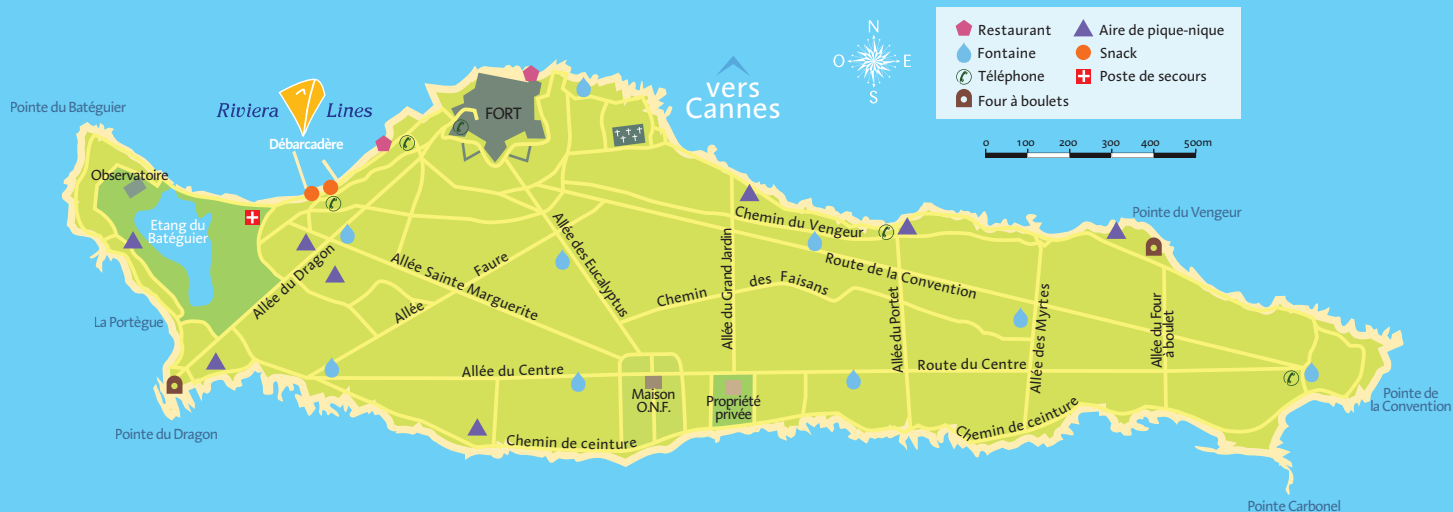 N
O E
S
Restaurant
Fontaine
Téléphone
Four à boulets
Aire de pique-nique
Snack
Poste de secours
0 100 200 300 400 500m
vers
Cannes
Riviera Lines
Débarcadère
Pointe du Batéguier
Observatoire
Etang du
Batéguier
La Portègue
Pointe du Dragon
FORT
Allée du Dragon
Allée Sainte Marguerite
Allée Faure
Allée des Eucalyptus
Chemin des Faisans
Allée du Grand Jardin
Chemin du Vengeur
Route de la Convention
Allée du Portet
Allée des Myrtes
Allée du Four
à boulet
Pointe du Vengeur
Allée du Centre
Route du Centre
Maison
O.N.F.
Propriété
privée
Chemin de ceinture
Chemin de ceinture
Pointe de
la Convention
Pointe Carbonel